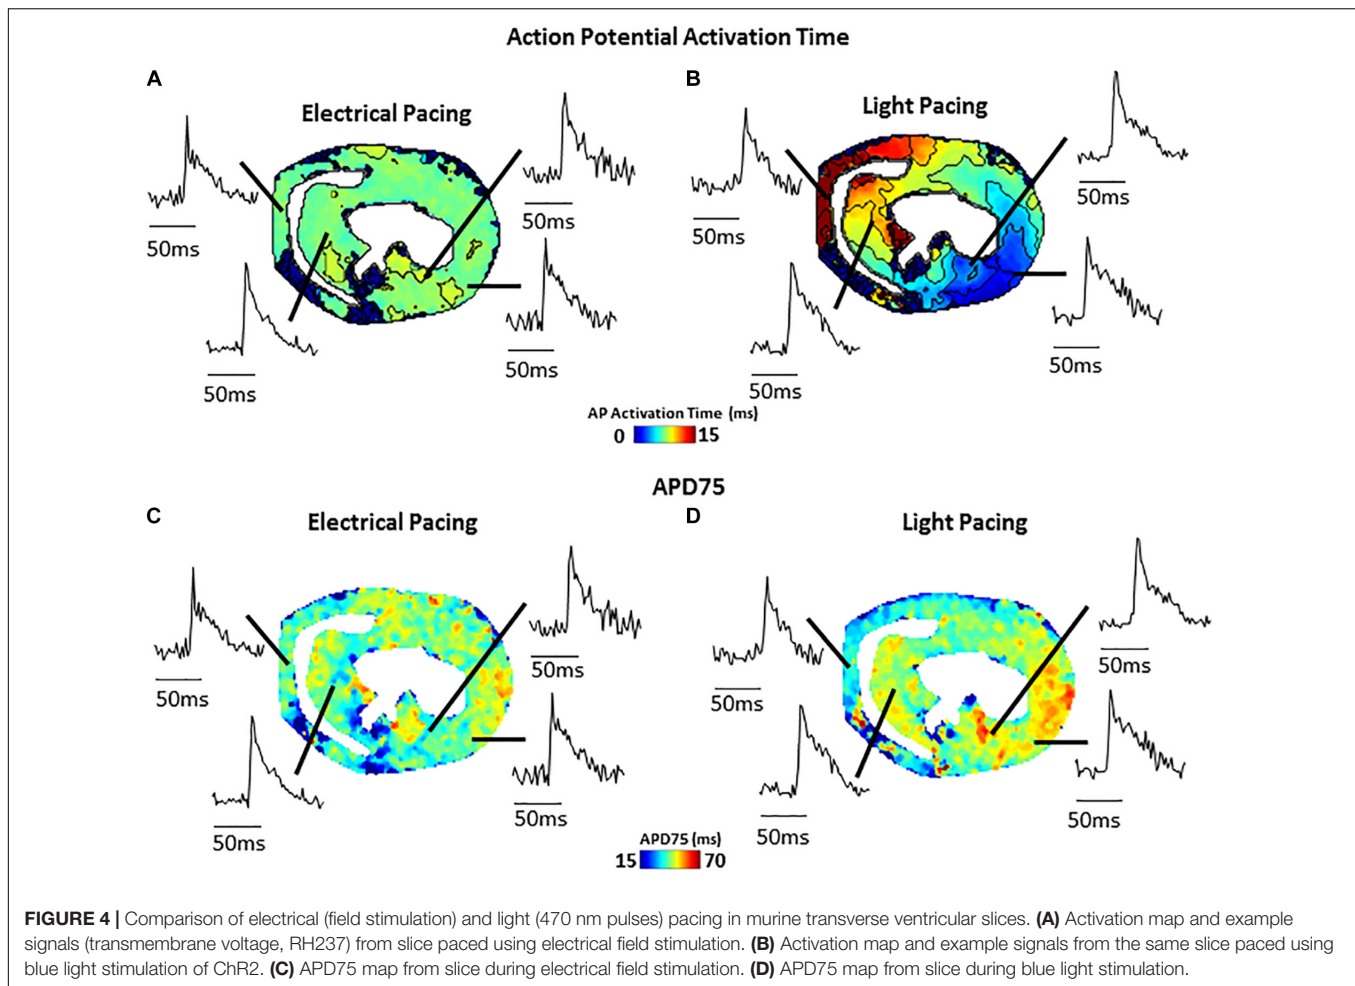 Action Potential Activation Time
A
B
Electrical Pacing
Light Pacing
50ms
50ms
50ms
50ms
50ms
50ms
50ms
50ms
AP Activation Time (ms)
0 15
APD75
C
D
Electrical Pacing
Light Pacing
50ms
50ms
50ms
50ms
50ms
50ms
50ms
50ms
APD75 (ms)
15 70
FIGURE 4 | Comparison of electrical (field stimulation) and light (470 nm pulses) pacing in murine transverse ventricular slices. (A) Activation map and example
signals (transmembrane voltage, RH237) from slice paced using electrical field stimulation. (B) Activation map and example signals from the same slice paced using
blue light stimulation of ChR2. (C) APD75 map from slice during electrical field stimulation. (D) APD75 map from slice during blue light stimulation.